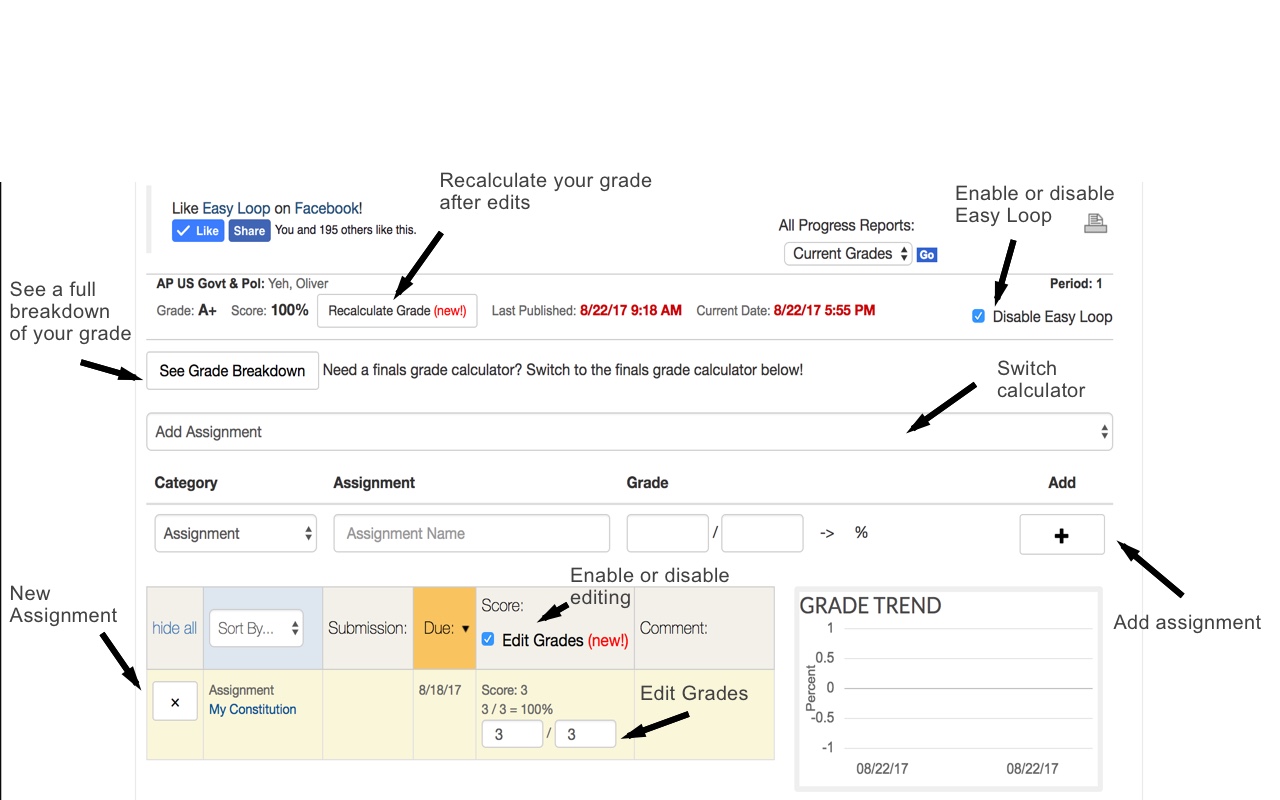 Recalculate your grade
after edits
Enable or disable
Easy Loop
Like Easy Loop on Facebook!
Like Share You and 195 others like this.
All Progress Reports:
Current Grades Go
See a full
breakdown
of your grade
AP US Govt & Pol: Yeh, Oliver
Period: 1
Grade: A+ Score: 100% Recalculate Grade (new!) Last Published: 8/22/17 9:18 AM Current Date: 8/22/17 5:55 PM
Disable Easy Loop
See Grade Breakdown Need a finals grade calculator? Switch to the finals grade calculator below!
Switch
calculator
Add Assignment
Category Assignment Grade Add
Assignment Assignment Name / -> % +
New
Assignment
Enable or disable
editing
Add assignment
hide all Sort By... Submission: Due: ▼ Score: Comment:
Edit Grades (new!)
× Assignment 8/18/17 Score: 3
My Constitution 3 / 3 = 100%
3 / 3
Edit Grades
GRADE TREND
1
0.5
0
-0.5
-1
Percent
08/22/17 08/22/17